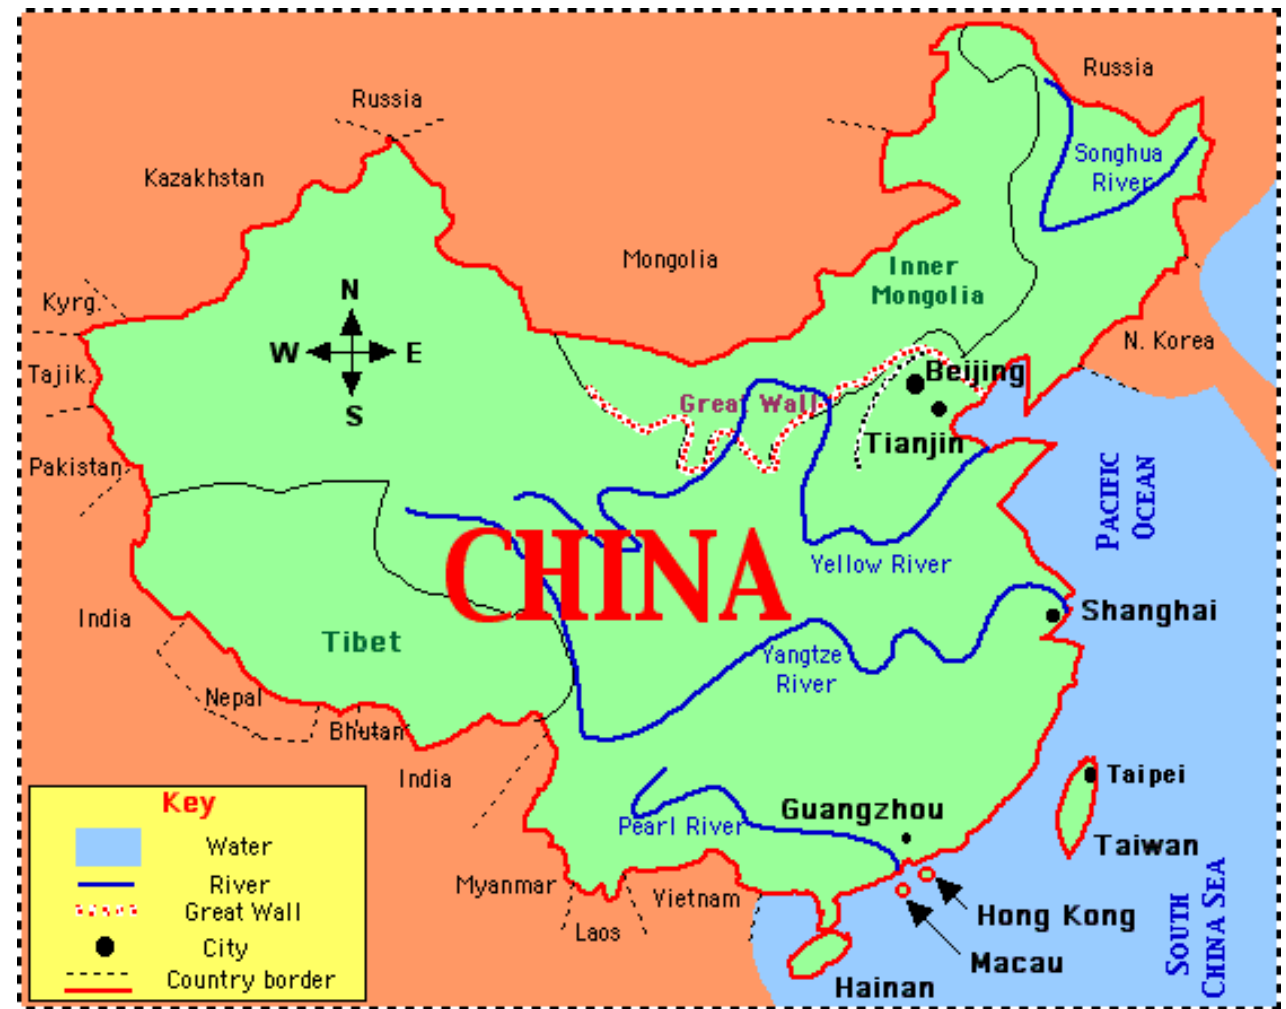 Russia
Russia
Kazakhstan
Songhua
River
Mongolia
Inner
Mongolia
N
Kyrg.
W
E
N. Korea
Tajik.
Beijing
S
Great Wall
Tianjin
Pakistan
PACIFIC
OCEAN
CHINA
Yellow River
India
Shanghai
Tibet
Yangtze
River
Nepal
Bhutan
India
Taipei
Key
Guangzhou
Pearl River
Water
Taiwan
River
Myanmar
Vietnam
Great Wall
Hong Kong
SOUTH
CHINA SEA
Laos
City
Macau
Country border
Hainan